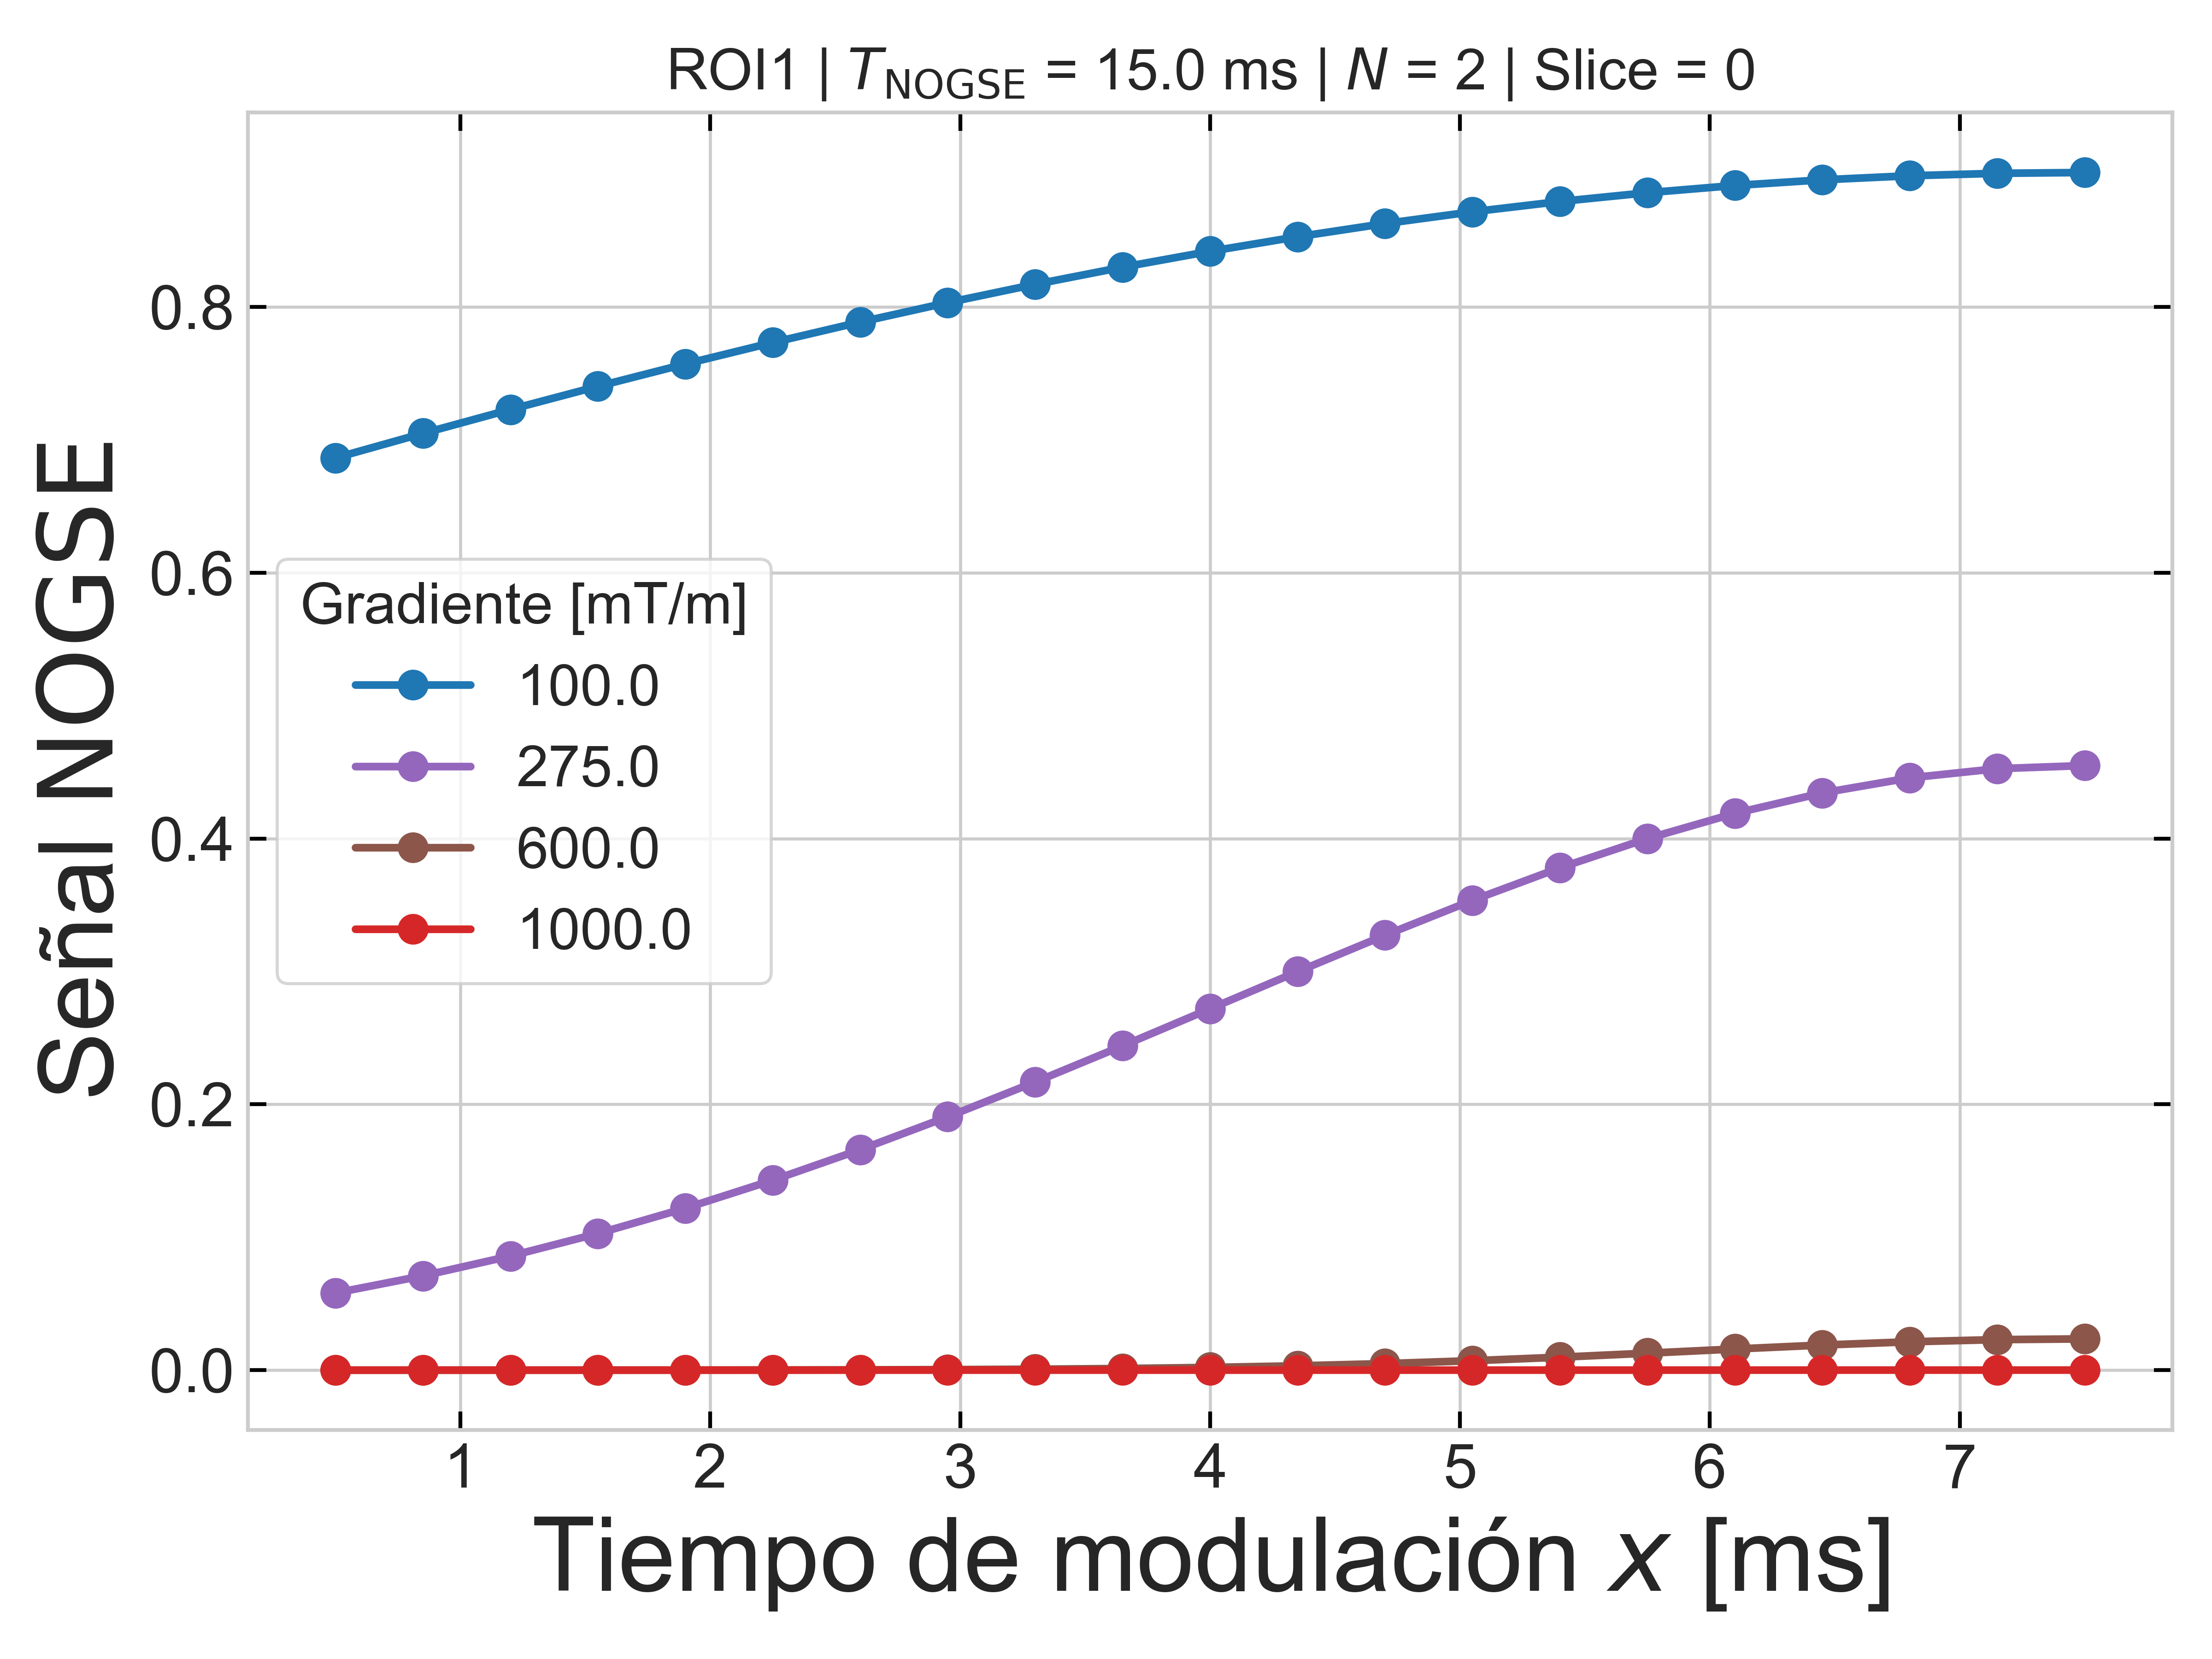 ROI1 | T_NOGSE = 15.0 ms | N = 2 | Slice = 0
Señal NOGSE
0.8
0.6
0.4
0.2
0.0
Gradiente [mT/m]
100.0
275.0
600.0
1000.0
1 2 3 4 5 6 7
Tiempo de modulación x [ms]